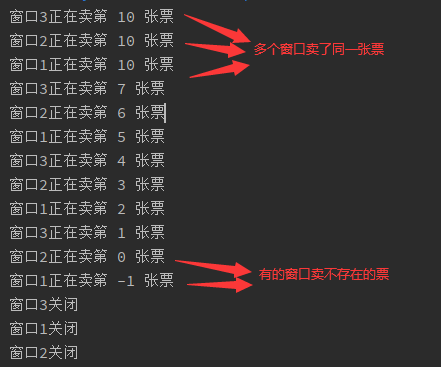 窗口3正在卖第 10 张票
窗口2正在卖第 10 张票
窗口1正在卖第 10 张票
多个窗口卖了同一张票
窗口3正在卖第 7 张票
窗口2正在卖第 6 张票
窗口1正在卖第 5 张票
窗口3正在卖第 4 张票
窗口2正在卖第 3 张票
窗口1正在卖第 2 张票
窗口3正在卖第 1 张票
窗口2正在卖第 0 张票
窗口1正在卖第 -1 张票
有的窗口卖不存在的票
窗口3关闭
窗口1关闭
窗口2关闭